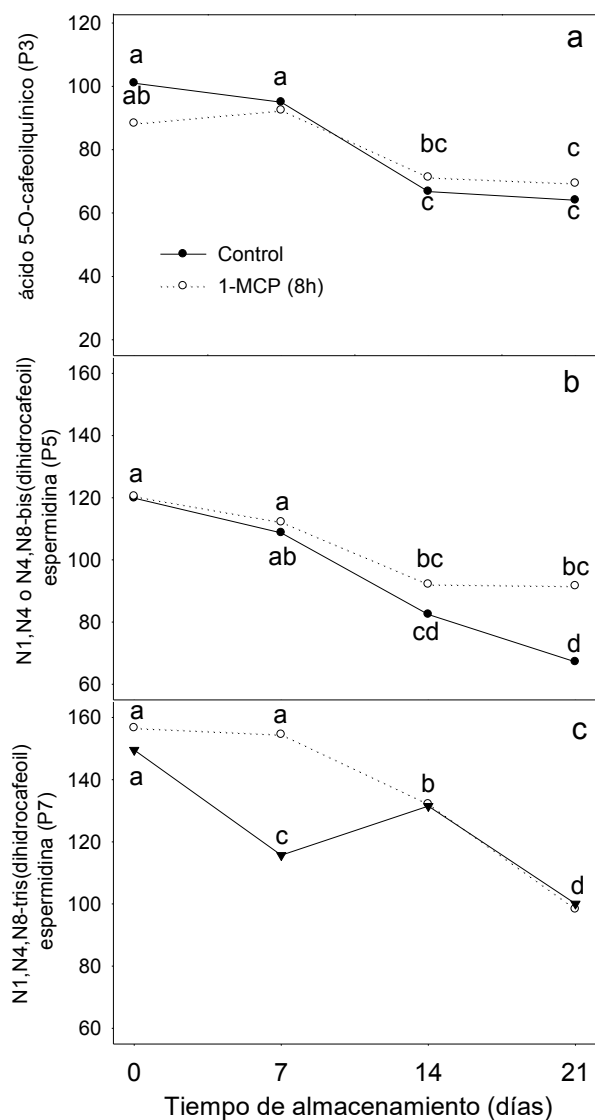 120
a
a
a
100
ab
80
bc
c
60
c
c
Control
1-MCP (8h)
40
20
ácido 5-O-cafeoilquínico (P3)
160
b
140
120
a
a
100
ab
bc
bc
80
cd
d
60
N1,N4 o N4,N8-bis(dihidrocafeoil)
espermidina (P5)
160
a
a
c
140
a
b
120
c
100
d
80
60
N1,N4,N8-tris(dihidrocafeoil)
espermidina (P7)
0 7 14 21
Tiempo de almacenamiento (días)